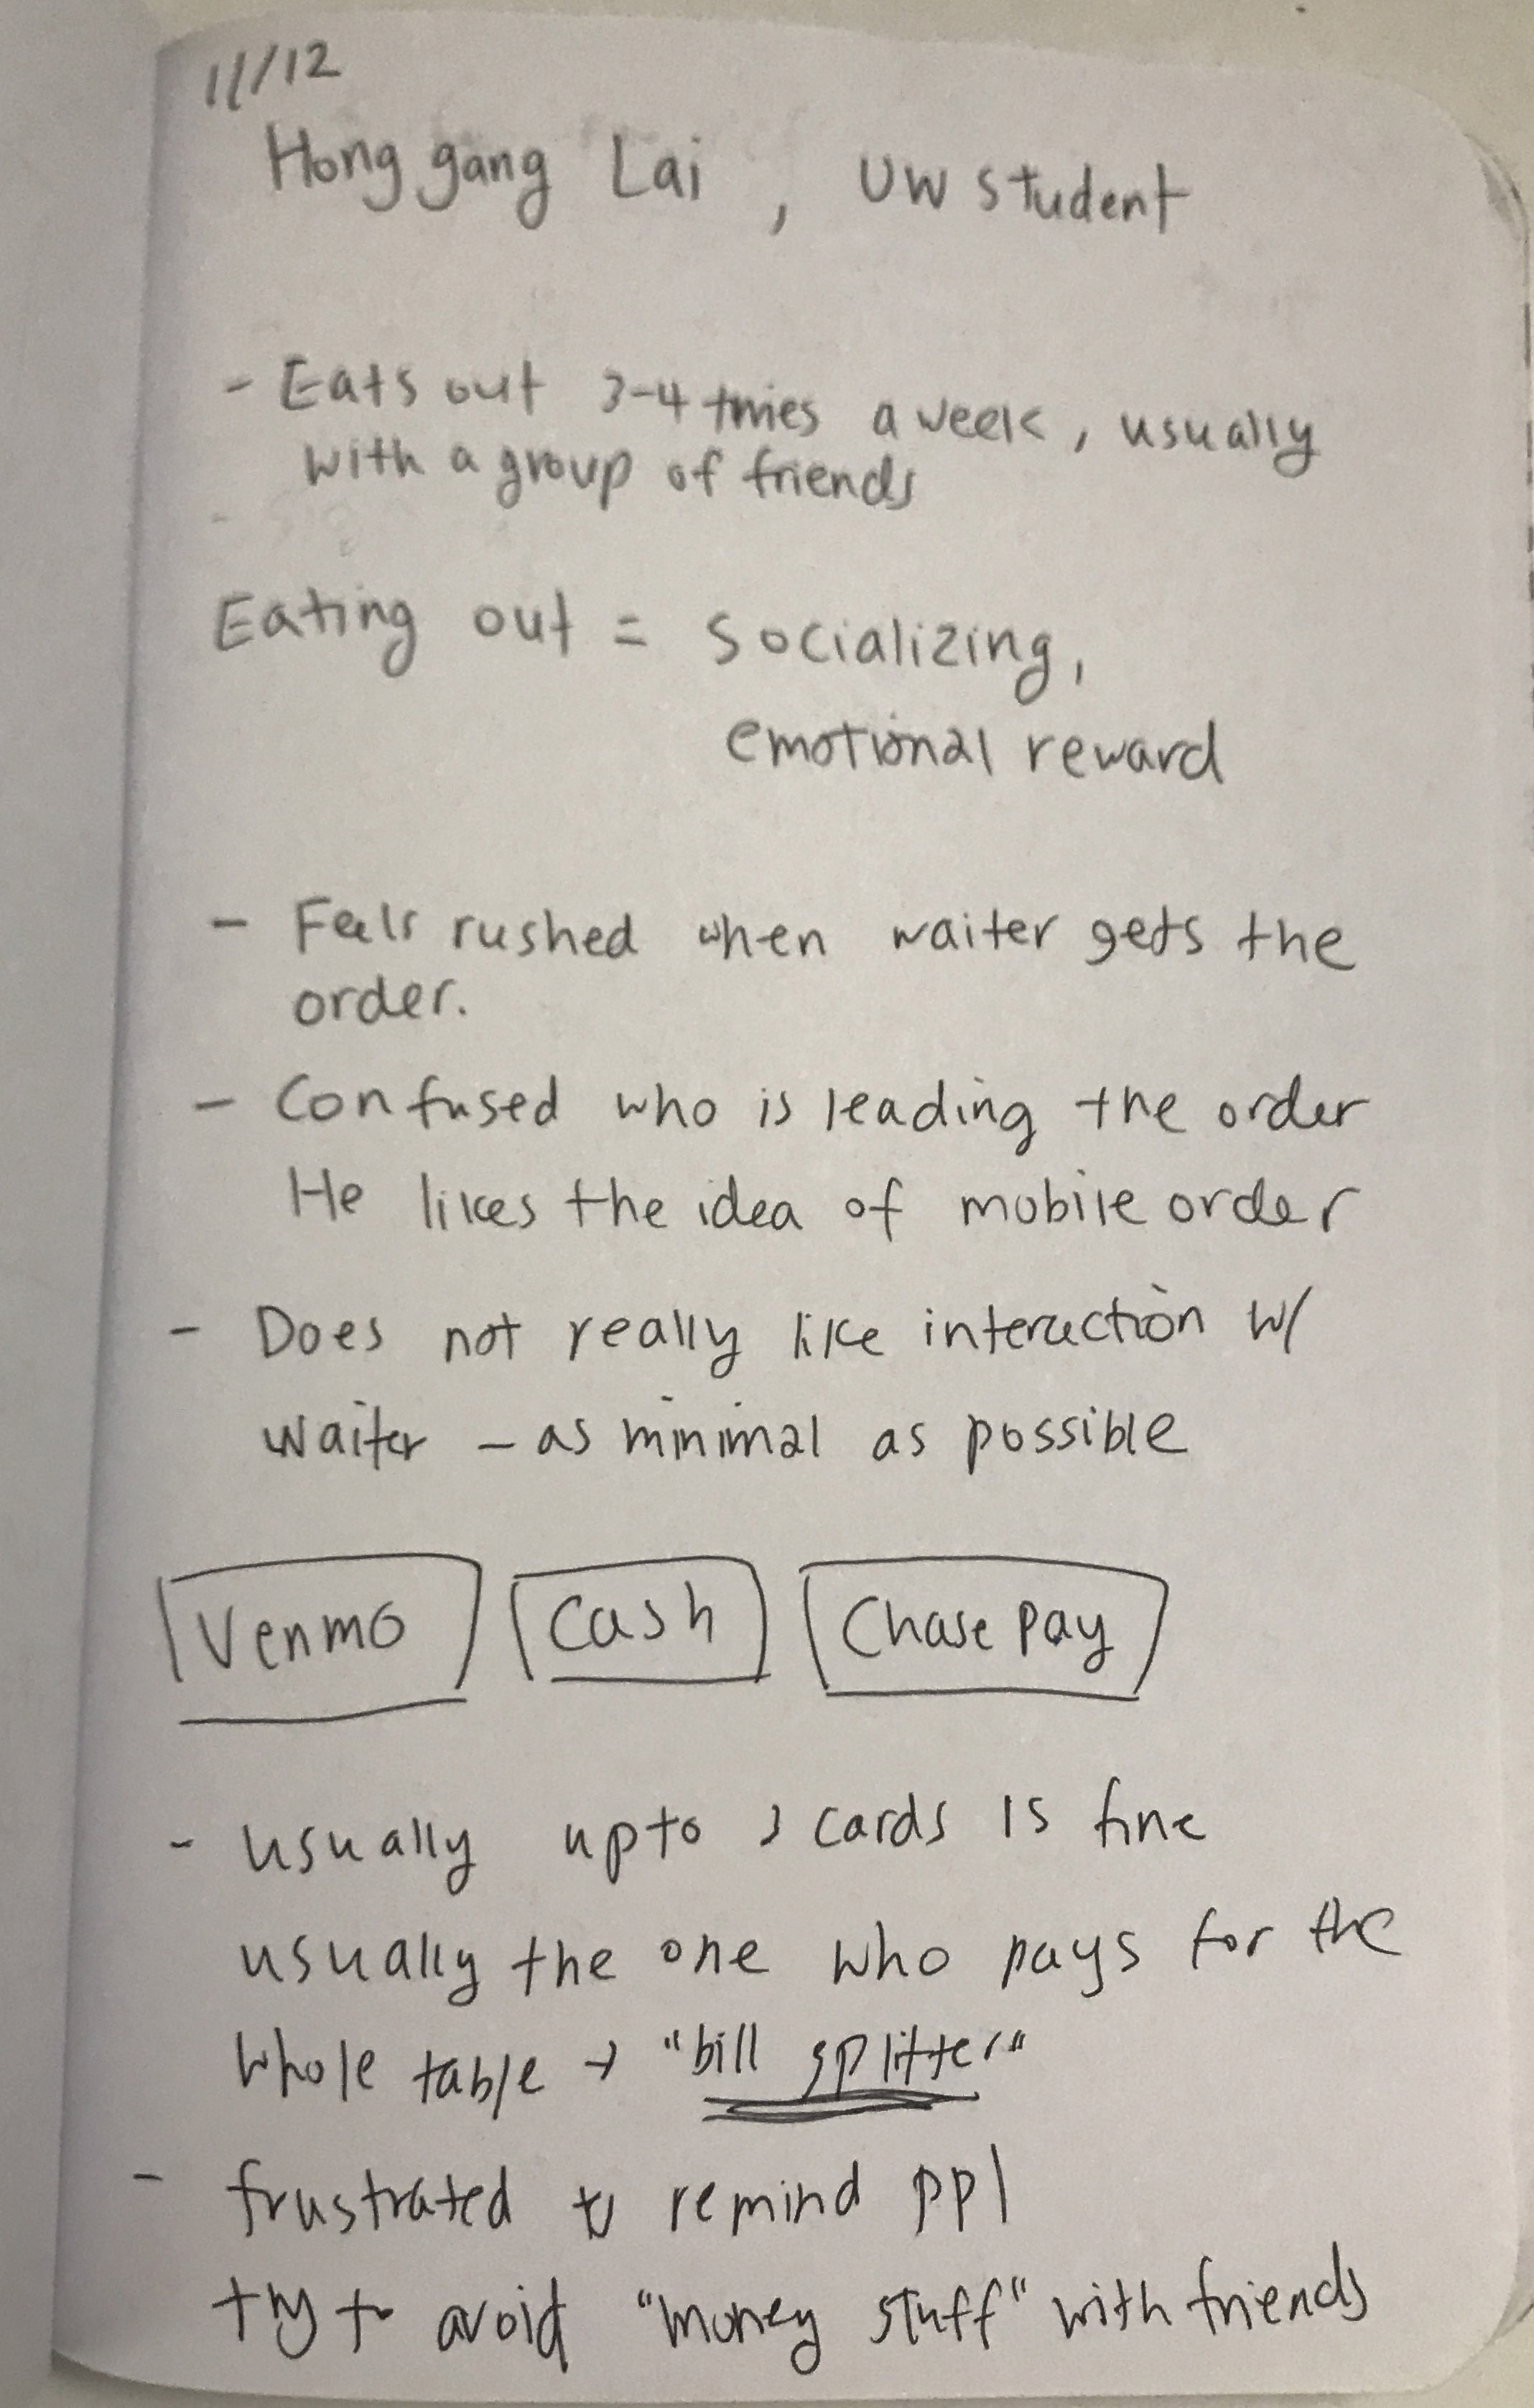 11/12
Honggang Lai, UW student
- Eats out 3-4 times a week, usually
with a group of friends
Eating out = socializing,
emotional reward
- Feels rushed when waiter gets the
order.
- Confused who is leading the order
He likes the idea of mobile order
- Does not really like interaction w/
waiter - as minimal as possible
Venmo Cash Chase Pay
- usually upto cards is fine
usually the one who pays for the
whole table → "bill splitter"
- frustrated to remind ppl
try to avoid "money stuff" with friends